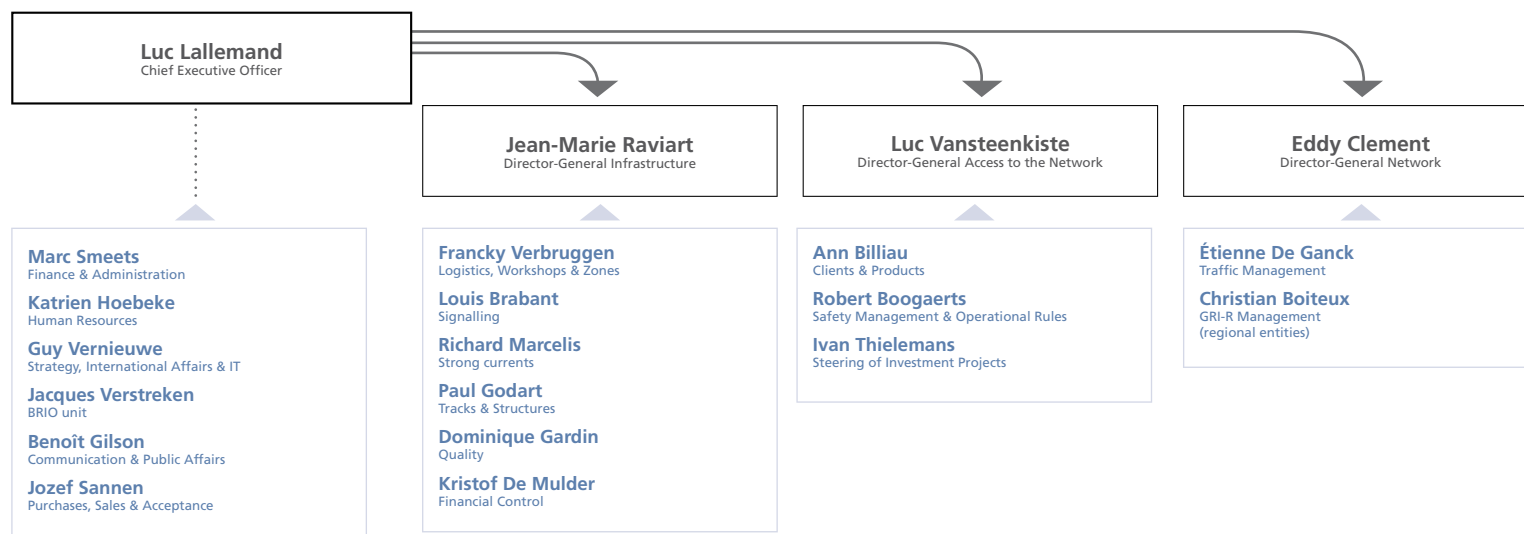 Luc Lallemand
Chief Executive Officer
Jean-Marie Raviart
Director-General Infrastructure
Luc Vansteenkiste
Director-General Access to the Network
Eddy Clement
Director-General Network
Marc Smeets
Finance & Administration
Katrien Hoebeke
Human Resources
Guy Vernieuwe
Strategy, International Affairs & IT
Jacques Verstreken
BRIO unit
Benoît Gilson
Communication & Public Affairs
Jozef Sannen
Purchases, Sales & Acceptance
Francky Verbruggen
Logistics, Workshops & Zones
Louis Brabant
Signalling
Richard Marcelis
Strong currents
Paul Godart
Tracks & Structures
Dominique Gardin
Quality
Kristof De Mulder
Financial Control
Ann Billiau
Clients & Products
Robert Boogaerts
Safety Management & Operational Rules
Ivan Thielemans
Steering of Investment Projects
Étienne De Ganck
Traffic Management
Christian Boiteux
GRI-R Management
(regional entities)